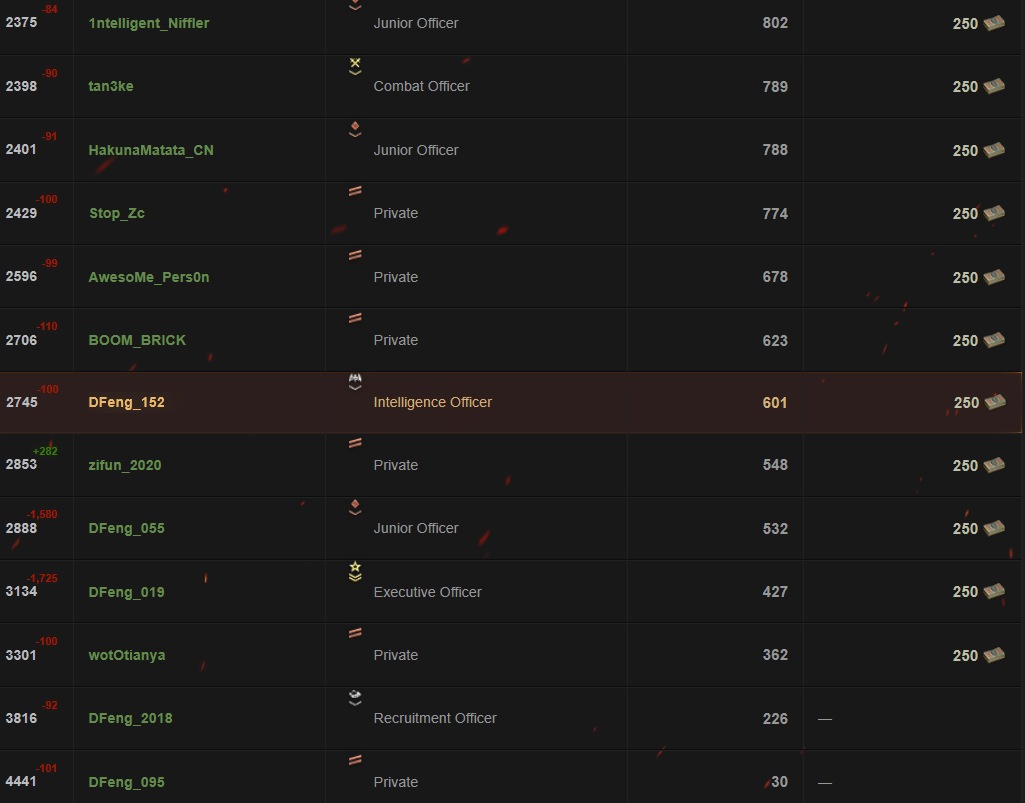 2375 -84 1ntelligent_Niffler Junior Officer 802 250
2398 -90 tan3ke Combat Officer 789 250
2401 -91 HakunaMatata_CN Junior Officer 788 250
2429 -100 Stop_Zc Private 774 250
2596 -99 AwesoMe_Pers0n Private 678 250
2706 -110 BOOM_BRICK Private 623 250
2745 -100 DFeng_152 Intelligence Officer 601 250
2853 +282 zifun_2020 Private 548 250
2888 -1,680 DFeng_055 Junior Officer 532 250
3134 -1,725 DFeng_019 Executive Officer 427 250
3301 -100 wotOtianya Private 362 250
3816 -92 DFeng_2018 Recruitment Officer 226 —
4441 -101 DFeng_095 Private 30 —